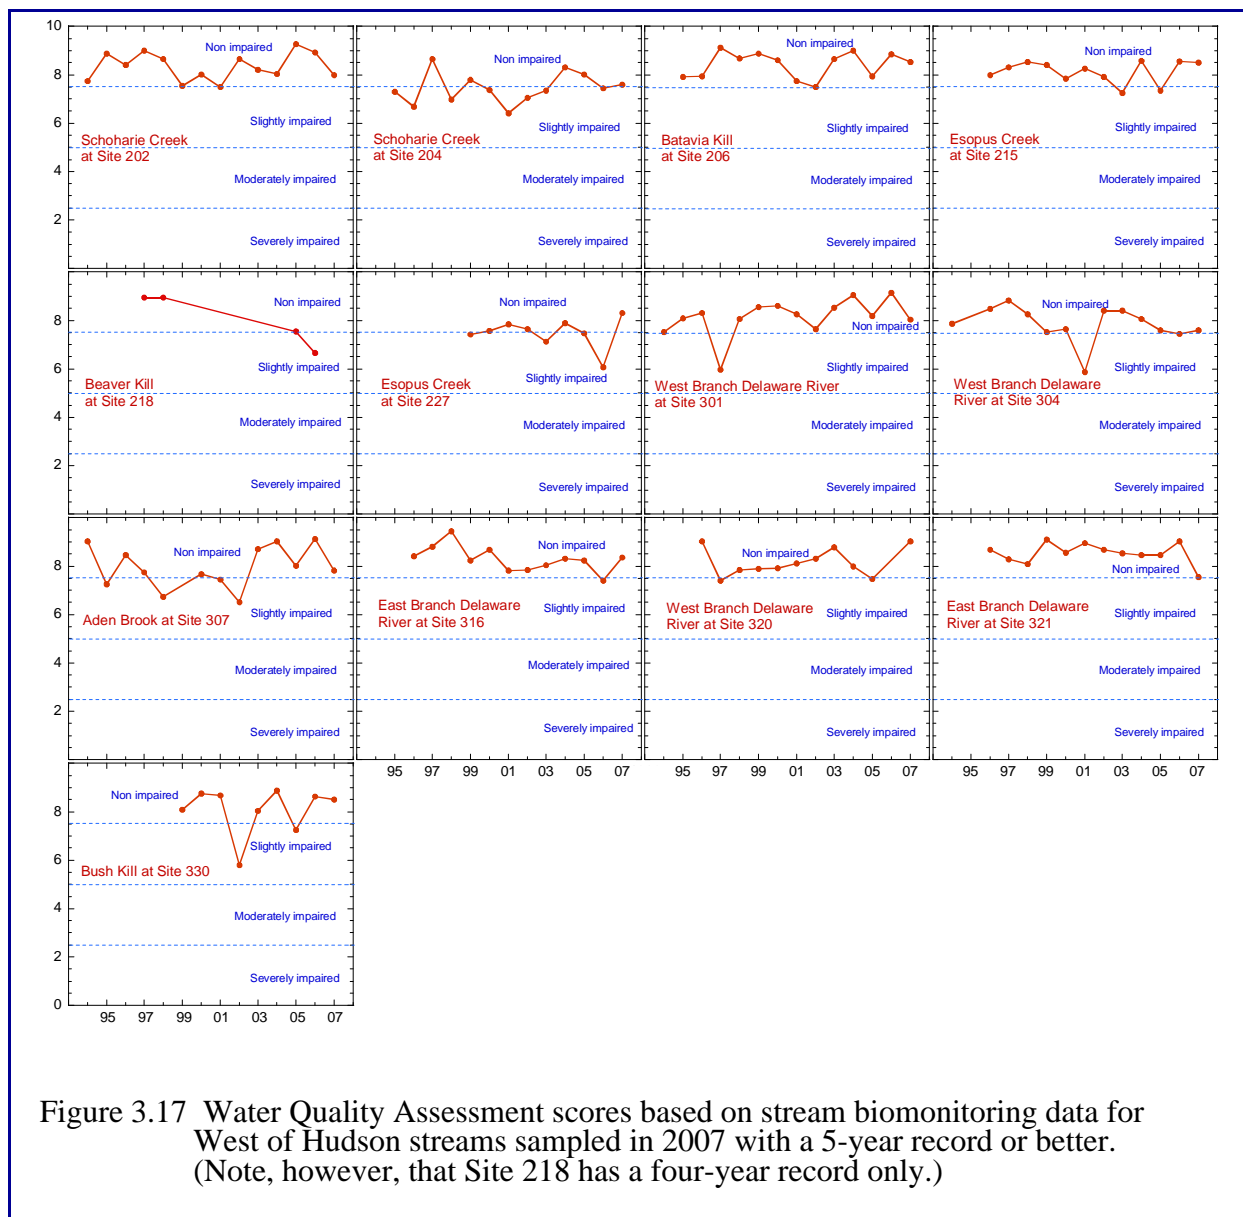 10
8
6
4
2
Non impaired
Slightly impaired
Schoharie Creek
at Site 202
Moderately impaired
Severely impaired
Non impaired
Slightly impaired
Schoharie Creek
at Site 204
Moderately impaired
Severely impaired
Non impaired
Slightly impaired
Batavia Kill
at Site 206
Moderately impaired
Severely impaired
Non impaired
Slightly impaired
Esopus Creek
at Site 215
Moderately impaired
Severely impaired
8
6
4
2
Non impaired
Slightly impaired
Beaver Kill
at Site 218
Moderately impaired
Severely impaired
Non impaired
Slightly impaired
Esopus Creek
at Site 227
Moderately impaired
Severely impaired
Non impaired
Slightly impaired
West Branch Delaware River
at Site 301
Moderately impaired
Severely impaired
Non impaired
Slightly impaired
West Branch Delaware
River at Site 304
Moderately impaired
Severely impaired
8
6
4
2
Non impaired
Slightly impaired
Aden Brook at Site 307
Moderately impaired
Severely impaired
Non impaired
Slightly impaired
East Branch Delaware
River at Site 316
Moderately impaired
Severely impaired
95 97 99 01 03 05 07
Non impaired
Slightly impaired
West Branch Delaware
River at Site 320
Moderately impaired
Severely impaired
95 97 99 01 03 05 07
Non impaired
Slightly impaired
East Branch Delaware
River at Site 321
Moderately impaired
Severely impaired
95 97 99 01 03 05 07
8
6
4
2
0
Non impaired
Slightly impaired
Bush Kill at Site 330
Moderately impaired
Severely impaired
95 97 99 01 03 05 07
Figure 3.17 Water Quality Assessment scores based on stream biomonitoring data for
West of Hudson streams sampled in 2007 with a 5-year record or better.
(Note, however, that Site 218 has a four-year record only.)